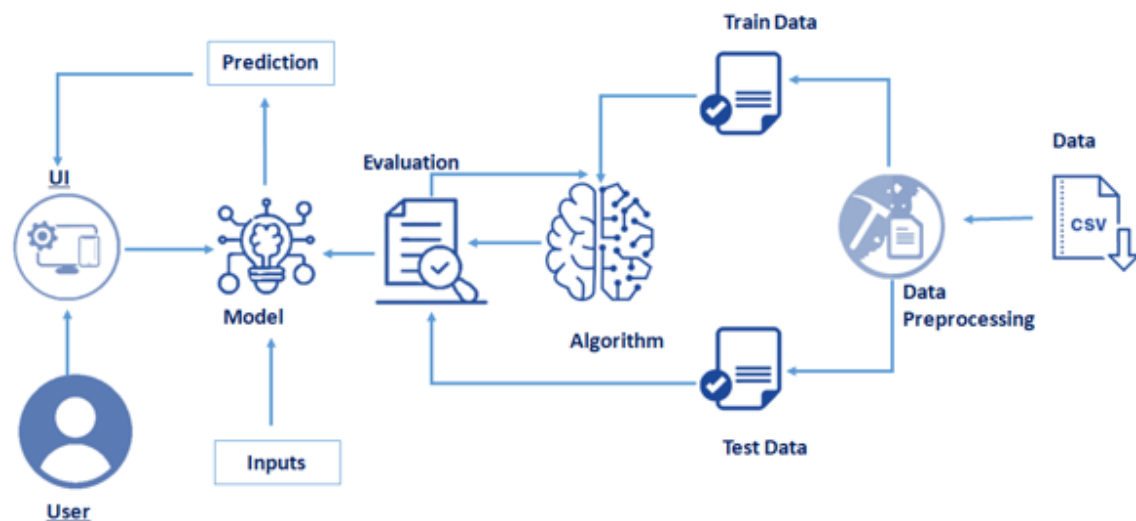 Train Data
Prediction
Evaluation
Data
UI
CSV
Model
Data
Preprocessing
Algorithm
Inputs
Test Data
User